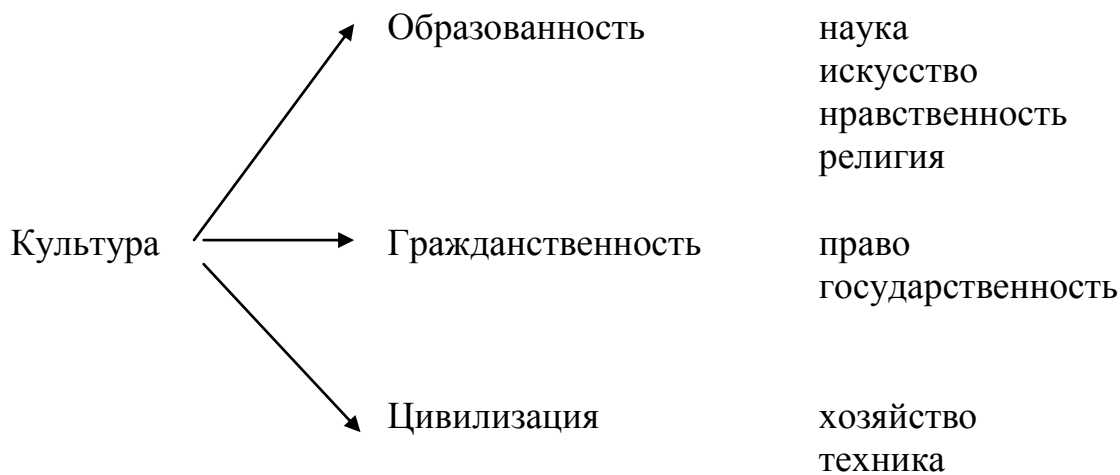 Образованность наука
искусство
нравственность
религия
Культура Гражданственность право
государственность
Цивилизация хозяйство
техника